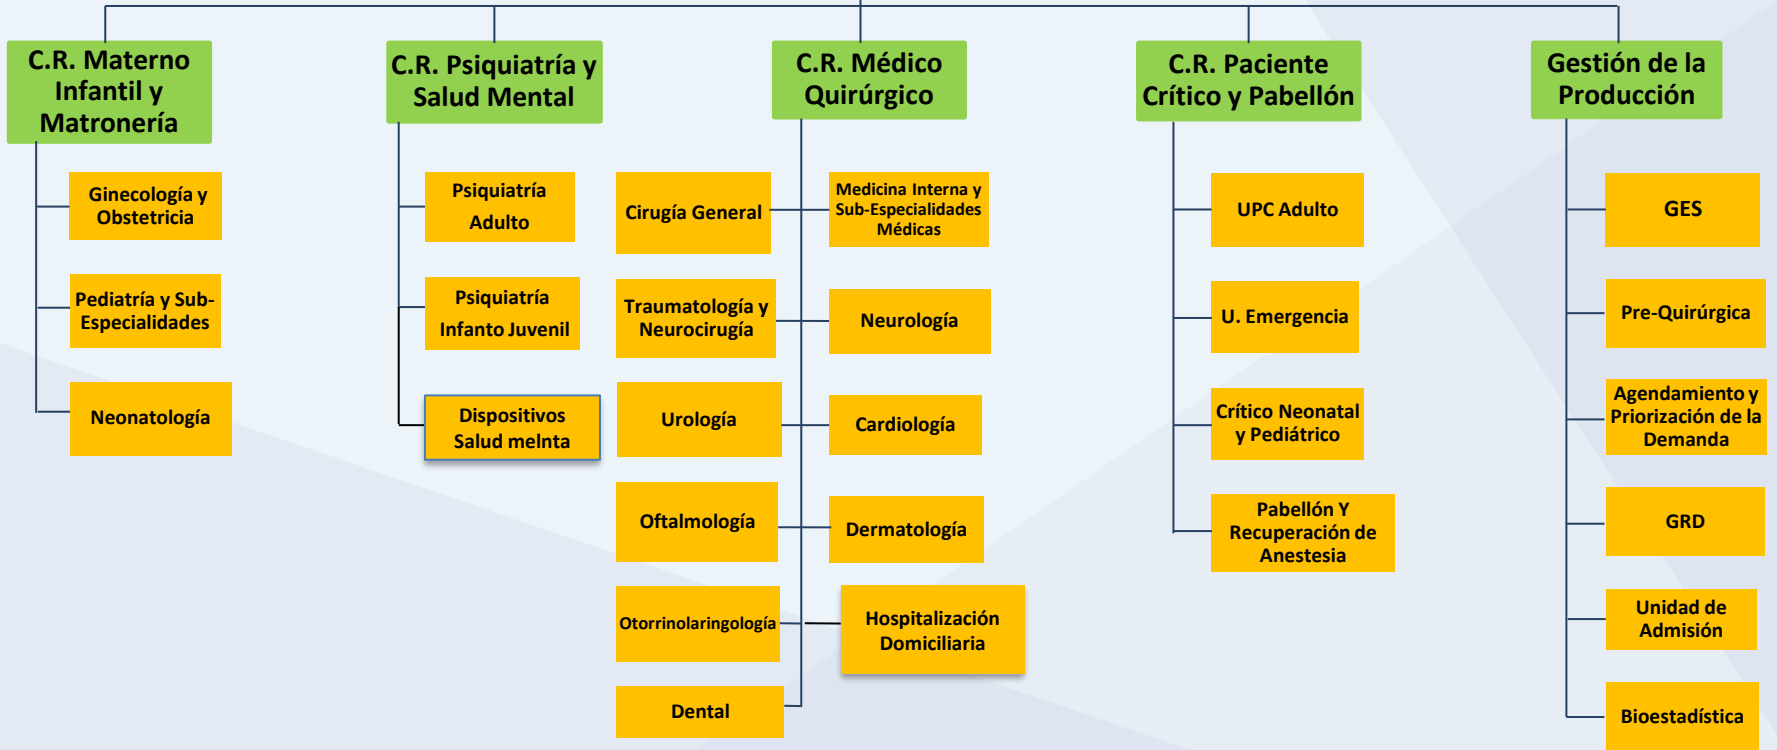 C.R. Materno
Infantil y
Matronería
Ginecología y
Obstetricia
Pediatría y Sub-
Especialidades
Neonatología
C.R. Psiquiatría y
Salud Mental
Psiquiatría
Adulto
Psiquiatría
Infanto Juvenil
Dispositivos
Salud melnta
C.R. Médico
Quirúrgico
Cirugía General
Medicina Interna y
Sub-Especialidades
Médicas
Traumatología y
Neurocirugía
Neurología
Urología
Cardiología
Oftalmología
Dermatología
Otorrinolaringología
Hospitalización
Domiciliaria
Dental
C.R. Paciente
Crítico y Pabellón
UPC Adulto
U. Emergencia
Crítico Neonatal
y Pediátrico
Pabellón Y
Recuperación de
Anestesia
Gestión de la
Producción
GES
Pre-Quirúrgica
Agendamiento y
Priorización de la
Demanda
GRD
Unidad de
Admisión
Bioestadística